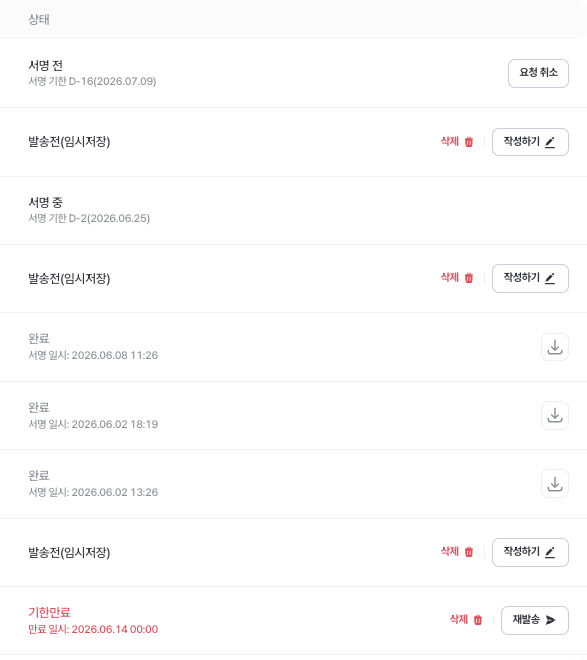 상태
서명 전
서명 기한 D-16(2026.07.09)
요청 취소
발송전(임시저장)
삭제
작성하기
서명 중
서명 기한 D-2(2026.06.25)
발송전(임시저장)
삭제
작성하기
완료
서명 일시: 2026.06.08 11:26
완료
서명 일시: 2026.06.02 18:19
완료
서명 일시: 2026.06.02 13:26
발송전(임시저장)
삭제
작성하기
기한만료
만료 일시: 2026.06.14 00:00
삭제
재발송